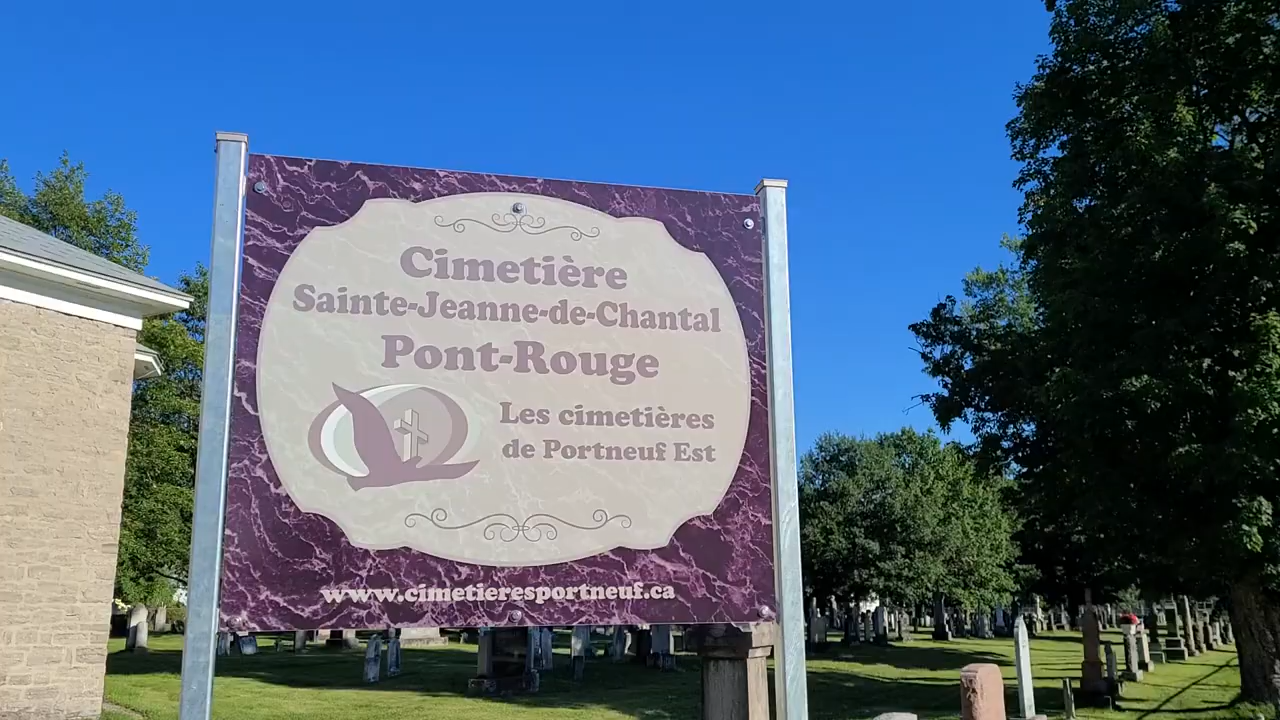 Cimetière
Sainte-Jeanne-de-Chantal
Pont-Rouge
Les cimetières
de Portneuf Est
www.cimetieresportneuf.ca